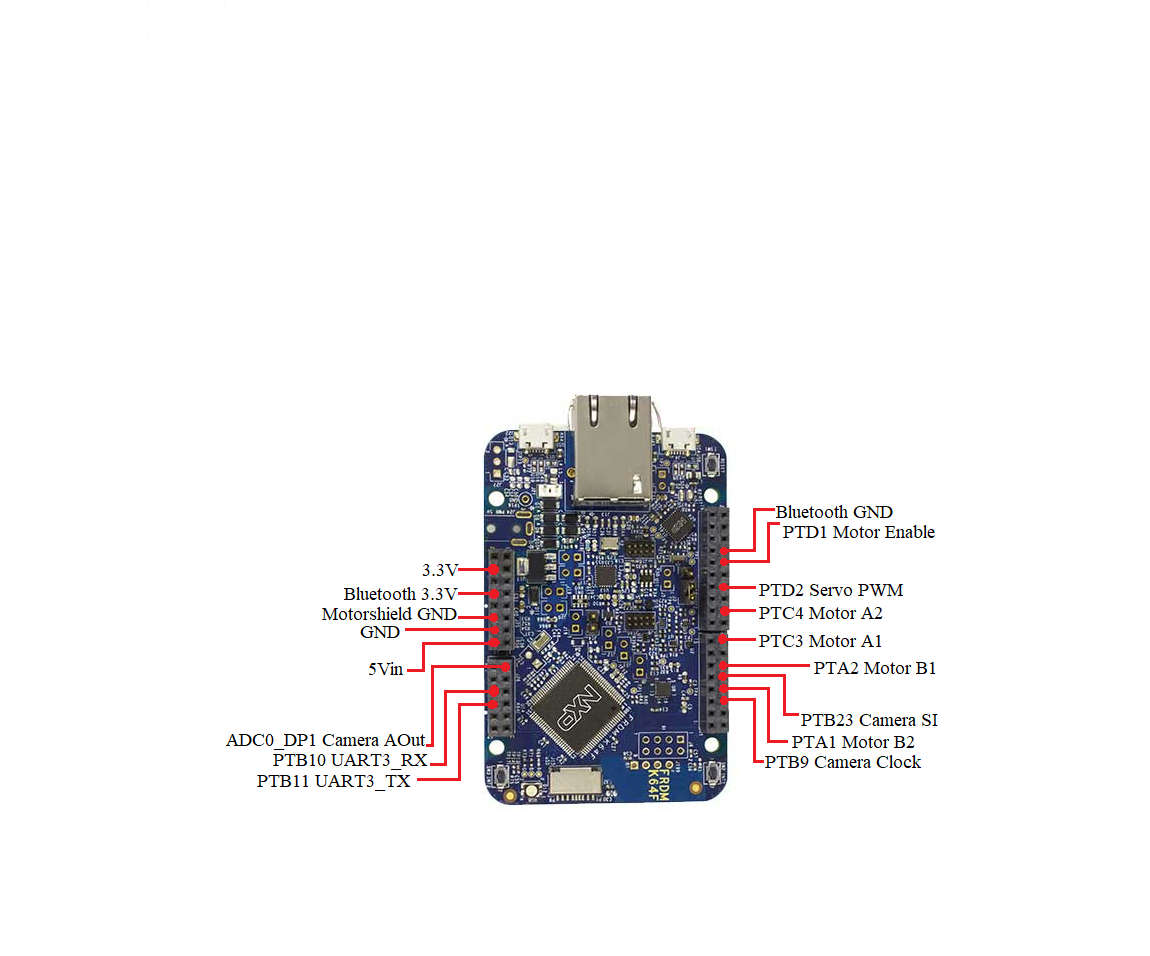 Bluetooth GND
PTD1 Motor Enable
3.3V
PTD2 Servo PWM
Bluetooth 3.3V
PTC4 Motor A2
Motorshield GND
GND
PTC3 Motor A1
5Vin
PTA2 Motor B1
NXP
PTB23 Camera SI
ADC0_DP1 Camera AOut
PTA1 Motor B2
PTB10 UART3_RX
PTB9 Camera Clock
PTB11 UART3_TX
FRDM
K64F